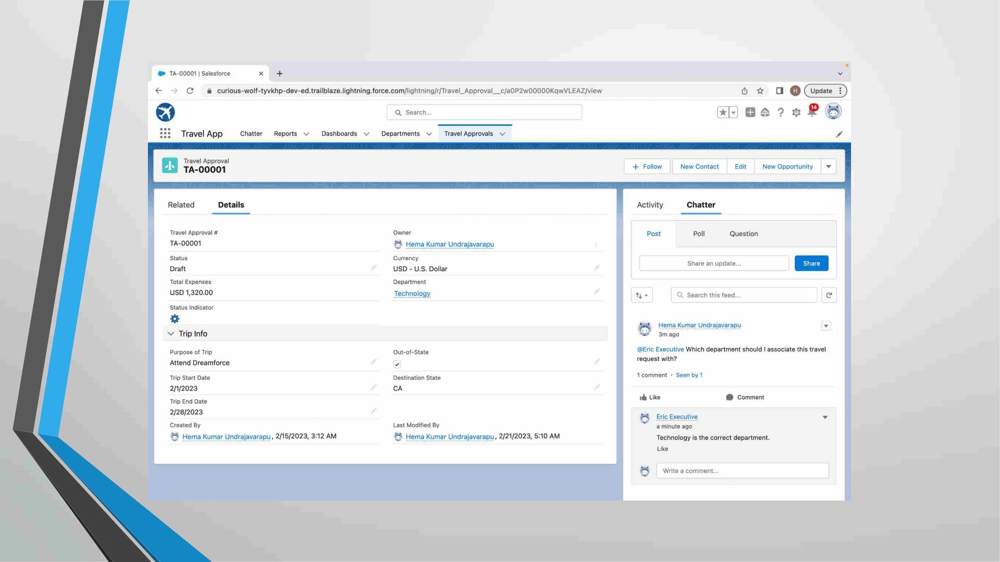 TA-00001 | Salesforce
curious-wolf-tyvkhp-dev-ed.trailblaze.lightning.force.com/lightning/r/Travel_Approval__c/a0P2w00000KqwVLEAZ/view
H
Update
Search...
14
Travel App
Chatter
Reports
Dashboards
Departments
Travel Approvals
Travel Approval
TA-00001
Follow
New Contact
Edit
New Opportunity
Related
Details
Travel Approval #
TA-00001
Owner
Hema Kumar Undrajavarapu
Status
Draft
Currency
USD - U.S. Dollar
Total Expenses
USD 1,320.00
Department
Technology
Status Indicator
Trip Info
Purpose of Trip
Attend Dreamforce
Out-of-State
Trip Start Date
2/1/2023
Destination State
CA
Trip End Date
2/28/2023
Created By
Hema Kumar Undrajavarapu, 2/15/2023, 3:12 AM
Last Modified By
Hema Kumar Undrajavarapu, 2/21/2023, 5:10 AM
Activity
Chatter
Post
Poll
Question
Share an update...
Share
Search this feed...
Hema Kumar Undrajavarapu
3m ago
@Eric Executive Which department should I associate this travel
request with?
1 comment · Seen by 1
Like
Comment
Eric Executive
a minute ago
Technology is the correct department.
Like
Write a comment...